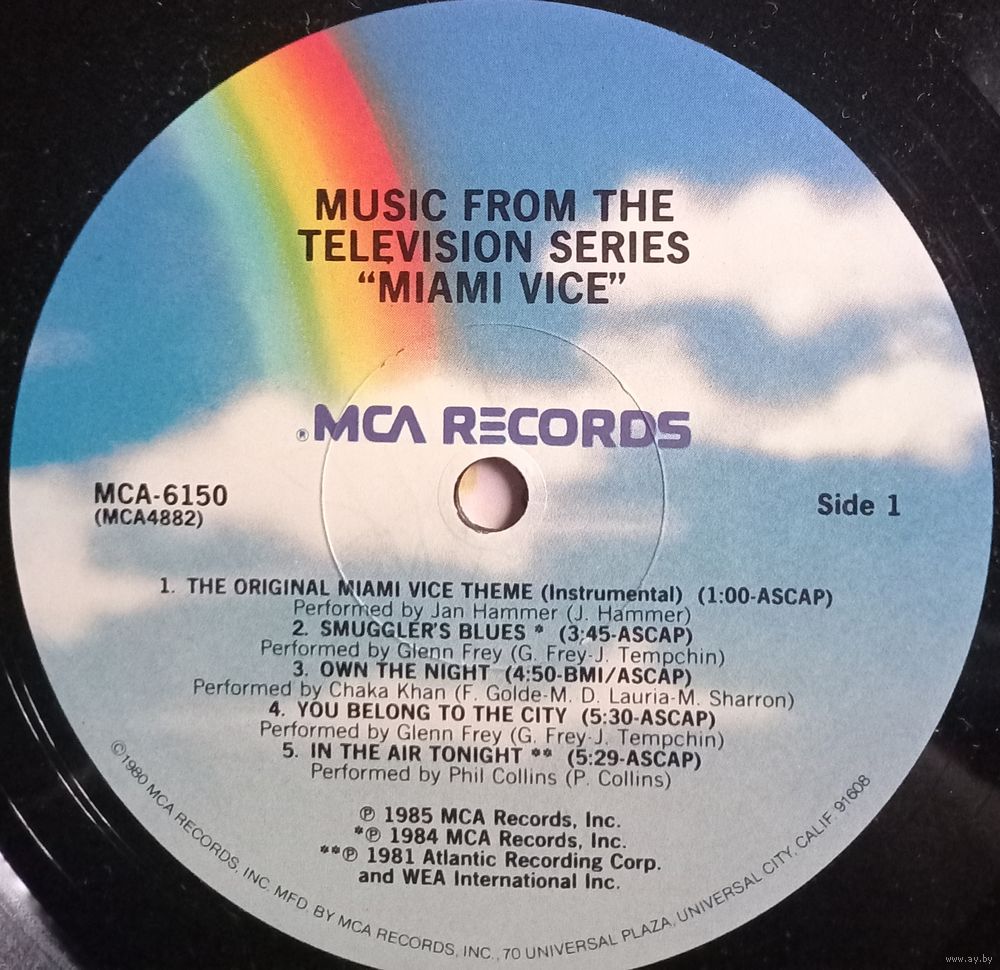 MUSIC FROM THE
TELEVISION SERIES
“MIAMI VICE”
® MCA RECORDS
MCA-6150
(MCA4882)
Side 1
1. THE ORIGINAL MIAMI VICE THEME (Instrumental) (1:00-ASCAP)
Performed by Jan Hammer (J. Hammer)
2. SMUGGLER'S BLUES * (3:45-ASCAP)
Performed by Glenn Frey (G. Frey-J. Tempchin)
3. OWN THE NIGHT (4:50-BMI/ASCAP)
Performed by Chaka Khan (F. Golde-M. D. Lauria-M. Sharron)
4. YOU BELONG TO THE CITY (5:30-ASCAP)
Performed by Glenn Frey (G. Frey-J. Tempchin)
5. IN THE AIR TONIGHT ** (5:29-ASCAP)
Performed by Phil Collins (P. Collins)
℗ 1985 MCA Records, Inc.
*℗ 1984 MCA Records, Inc.
**℗ 1981 Atlantic Recording Corp.
and WEA International Inc.
©1980 MCA RECORDS, INC. MFD. BY MCA RECORDS, INC., 70 UNIVERSAL PLAZA, UNIVERSAL CITY, CALIF. 91608
www.ay.by